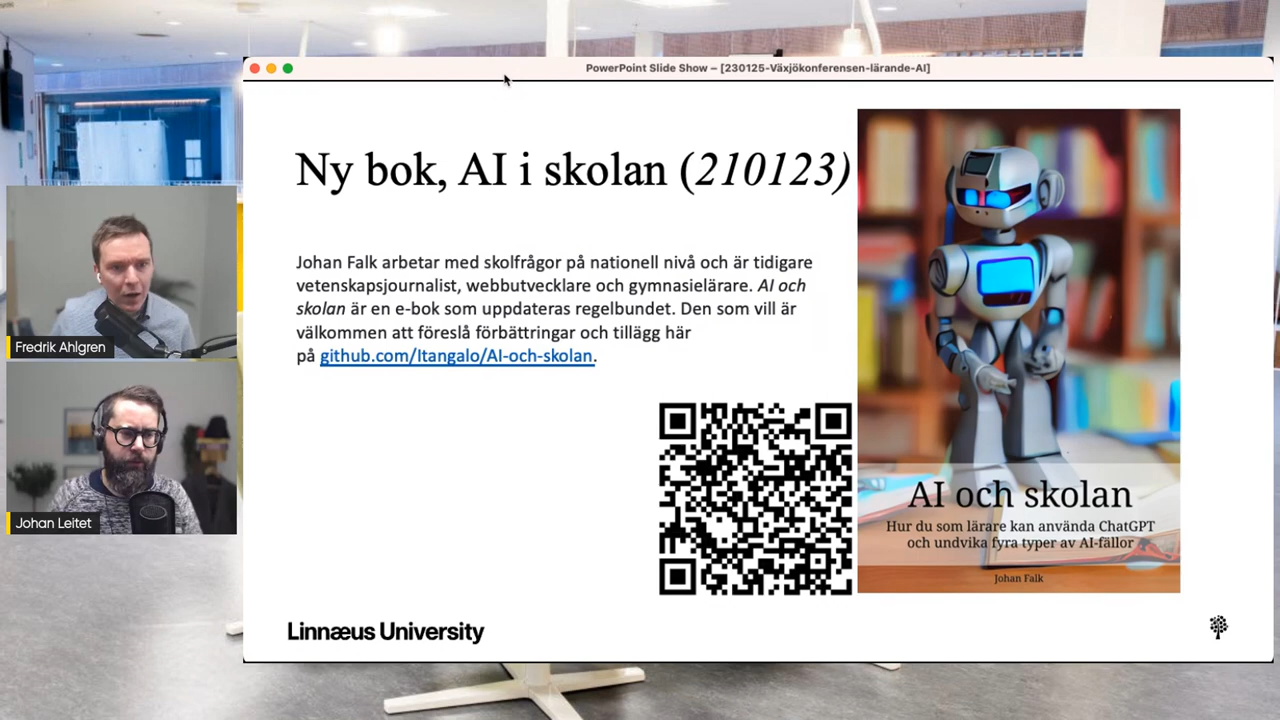 PowerPoint Slide Show – [230125-Växjökonferensen-lärande-AI]
Ny bok, AI i skolan (210123)
Johan Falk arbetar med skolfrågor på nationell nivå och är tidigare
vetenskapsjournalist, webbutvecklare och gymnasielärare. AI och
skolan är en e-bok som uppdateras regelbundet. Den som vill är
välkommen att föreslå förbättringar och tillägg här
på github.com/Itangalo/AI-och-skolan.
AI och skolan
Hur du som lärare kan använda ChatGPT
och undvika fyra typer av AI-fällor
Johan Falk
Linnæus University
Fredrik Ahlgren
Johan Leitet